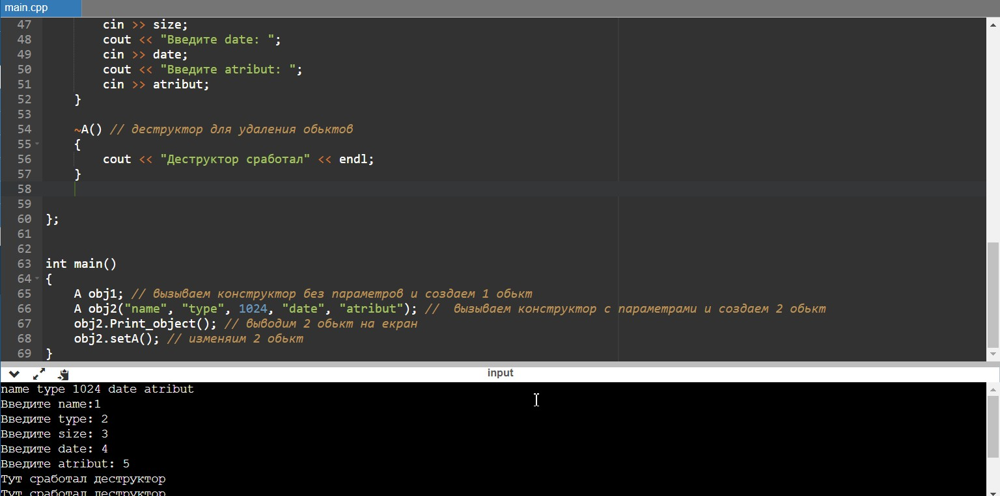 main.cpp
47 cin >> size;
48 cout << "Введите date: ";
49 cin >> date;
50 cout << "Введите atribut: ";
51 cin >> atribut;
52 }
53
54 ~A() // деструктор для удаления обьктов
55 {
56 cout << "Деструктор сработал" << endl;
57 }
58
59
60 };
61
62
63 int main()
64 {
65 A obj1; // вызываем конструктор без параметров и создаем 1 обькт
66 A obj2("name", "type", 1024, "date", "atribut"); //  вызываем конструктор с параметрами и создаем 2 обькт
67 obj2.Print_object(); // выводим 2 обькт на екран
68 obj2.setA(); // изменяим 2 обькт
69 }
input
name type 1024 date atribut
Введите name:1
Введите type: 2
Введите size: 3
Введите date: 4
Введите atribut: 5
Тут сработал деструктор
Тут сработал деструктор